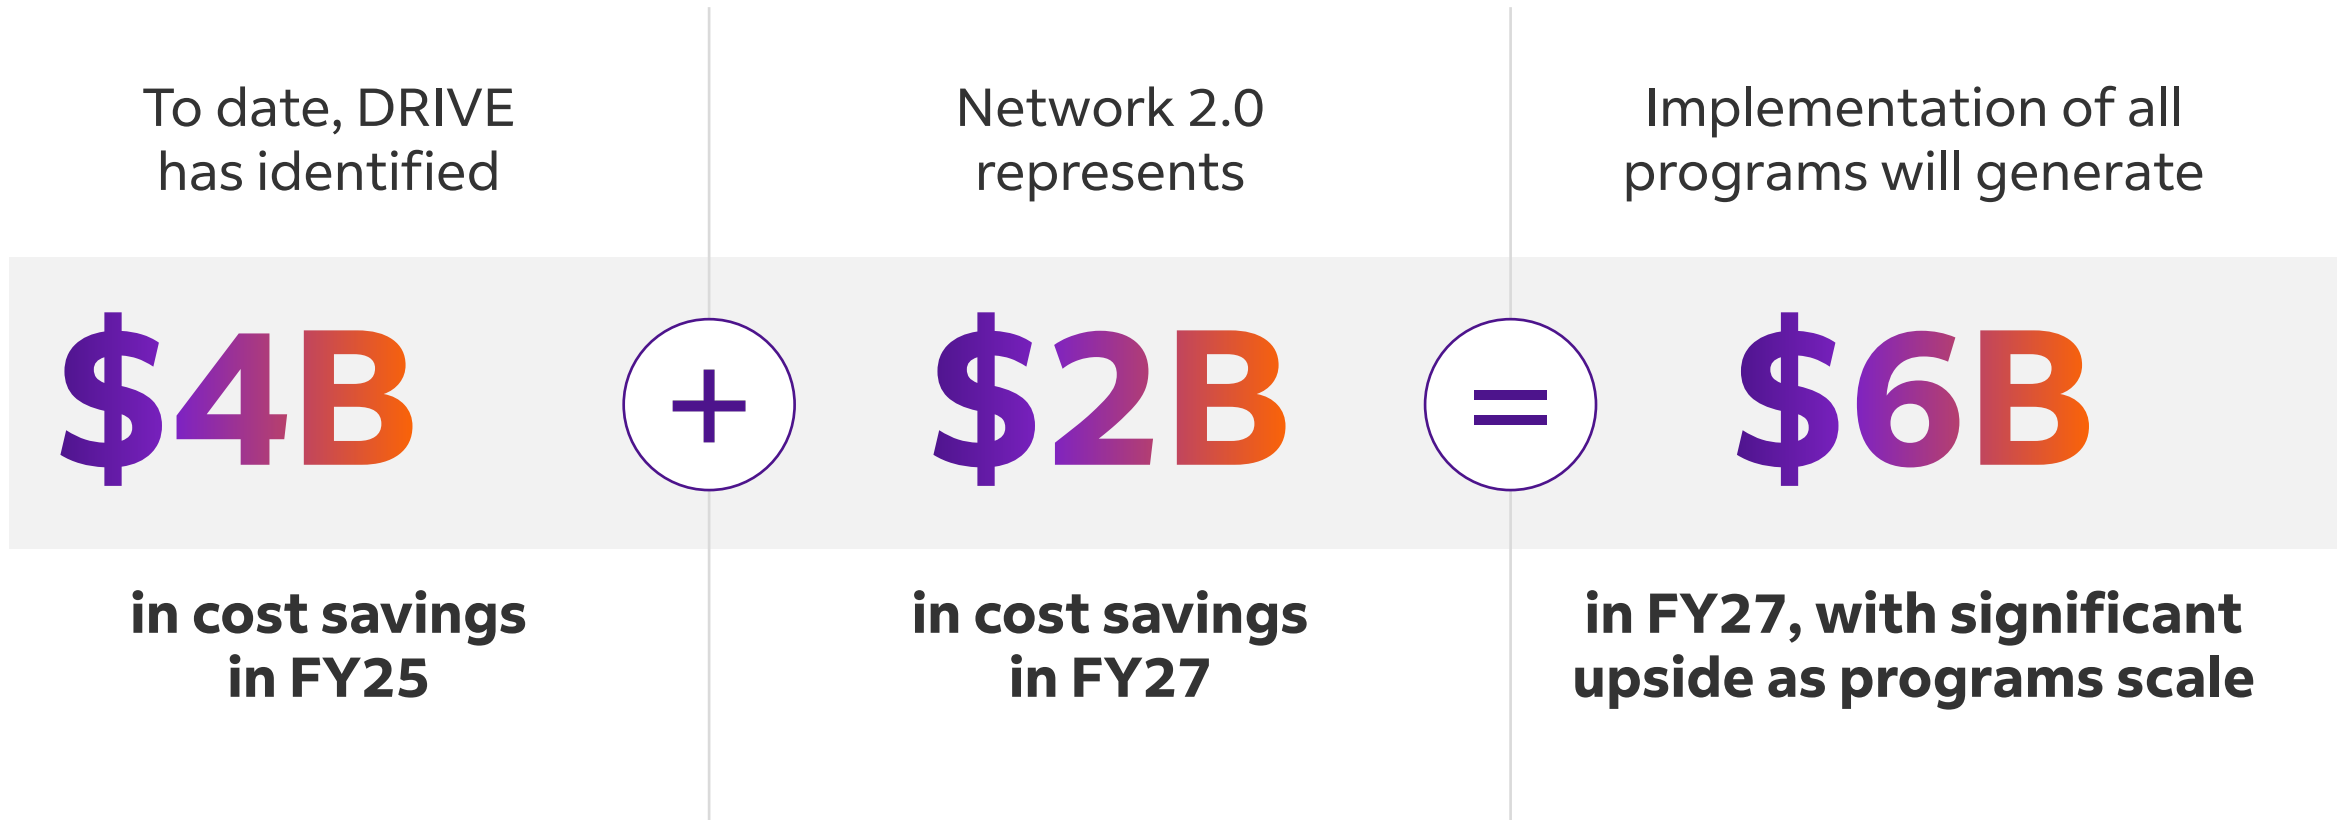 To date, DRIVE
has identified
$4B
in cost savings
in FY25
+
Network 2.0
represents
$2B
in cost savings
in FY27
=
Implementation of all
programs will generate
$6B
in FY27, with significant
upside as programs scale